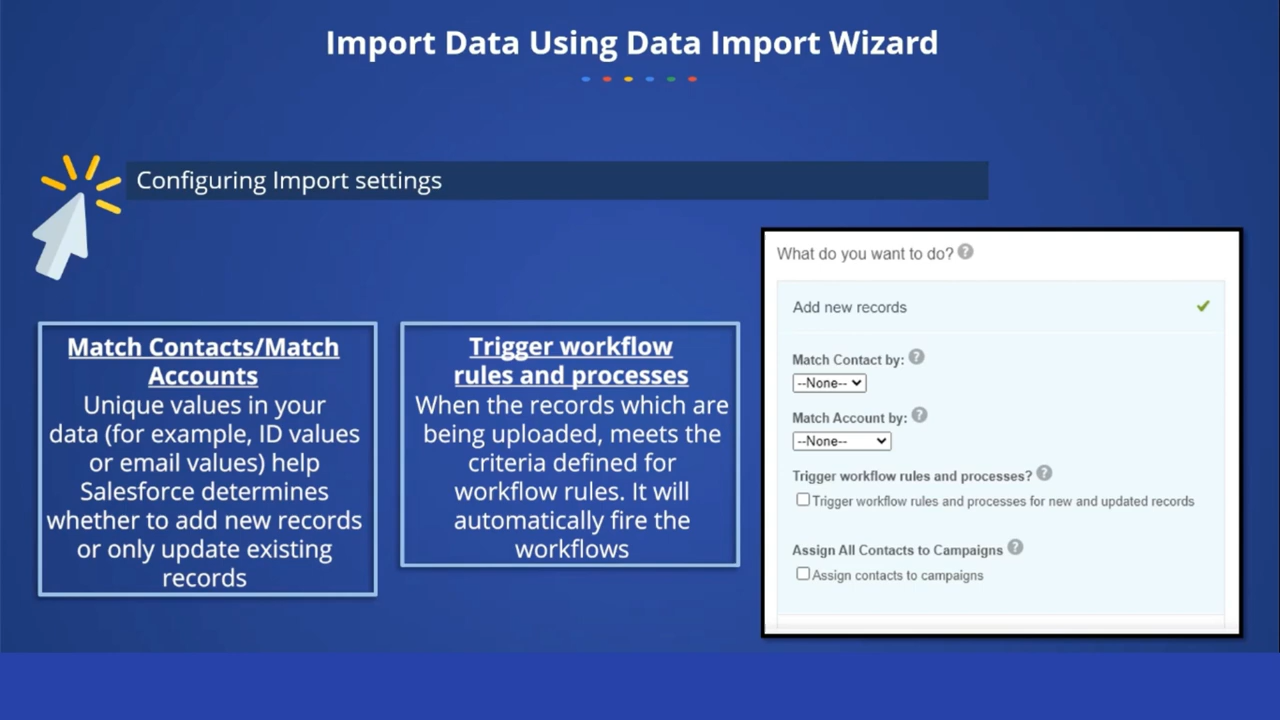 Import Data Using Data Import Wizard
Configuring Import settings
Match Contacts/Match
Accounts
Unique values in your
data (for example, ID values
or email values) help
Salesforce determines
whether to add new records
or only update existing
records
Trigger workflow
rules and processes
When the records which are
being uploaded, meets the
criteria defined for
workflow rules. It will
automatically fire the
workflows
What do you want to do? ?
Add new records
Match Contact by: ?
--None--
Match Account by: ?
--None--
Trigger workflow rules and processes? ?
Trigger workflow rules and processes for new and updated records
Assign All Contacts to Campaigns ?
Assign contacts to campaigns